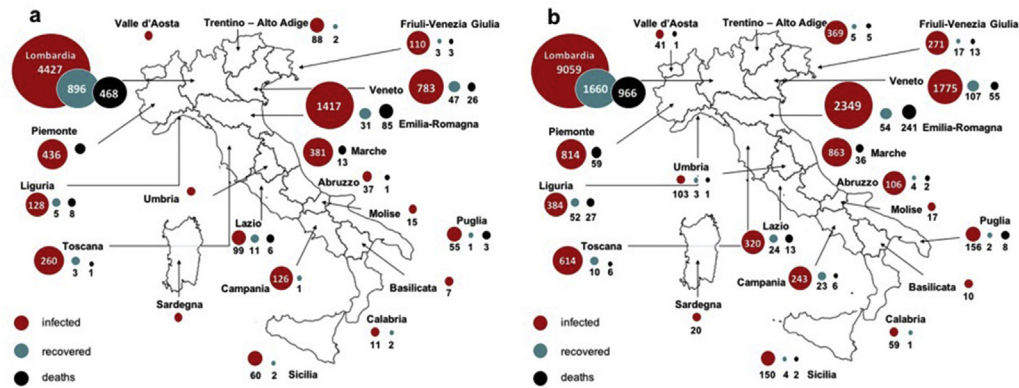 a
Valle d'Aosta
Trentino – Alto Adige
88 2
Friuli-Venezia Giulia
110
3 3
Lombardia
4427
896
468
Veneto
783
47 26
1417
31 85
Emilia-Romagna
Piemonte
436
381
Marche
13
Abruzzo
37 1
Liguria
128
5 8
Umbria
Molise
15
Puglia
55 1 3
Lazio
99 11 6
Toscana
260
3 1
Campania
126
1
Basilicata
7
Sardegna
Calabria
11 2
60 2 Sicilia
infected
recovered
deaths
b
Valle d'Aosta
41 1
Trentino – Alto Adige
369
5 5
Friuli-Venezia Giulia
271
17 13
Lombardia
9059
1660
966
Veneto
1775
107 55
2349
54 241
Emilia-Romagna
Piemonte
814
59
863
Marche
36
Umbria
103 3 1
Abruzzo
106
4 2
Liguria
384
52 27
Molise
17
Puglia
156 2 8
Lazio
320
24 13
Toscana
614
10 6
Campania
243
23 6
Basilicata
10
Sardegna
20
Calabria
59 1
150 4 2
Sicilia
infected
recovered
deaths